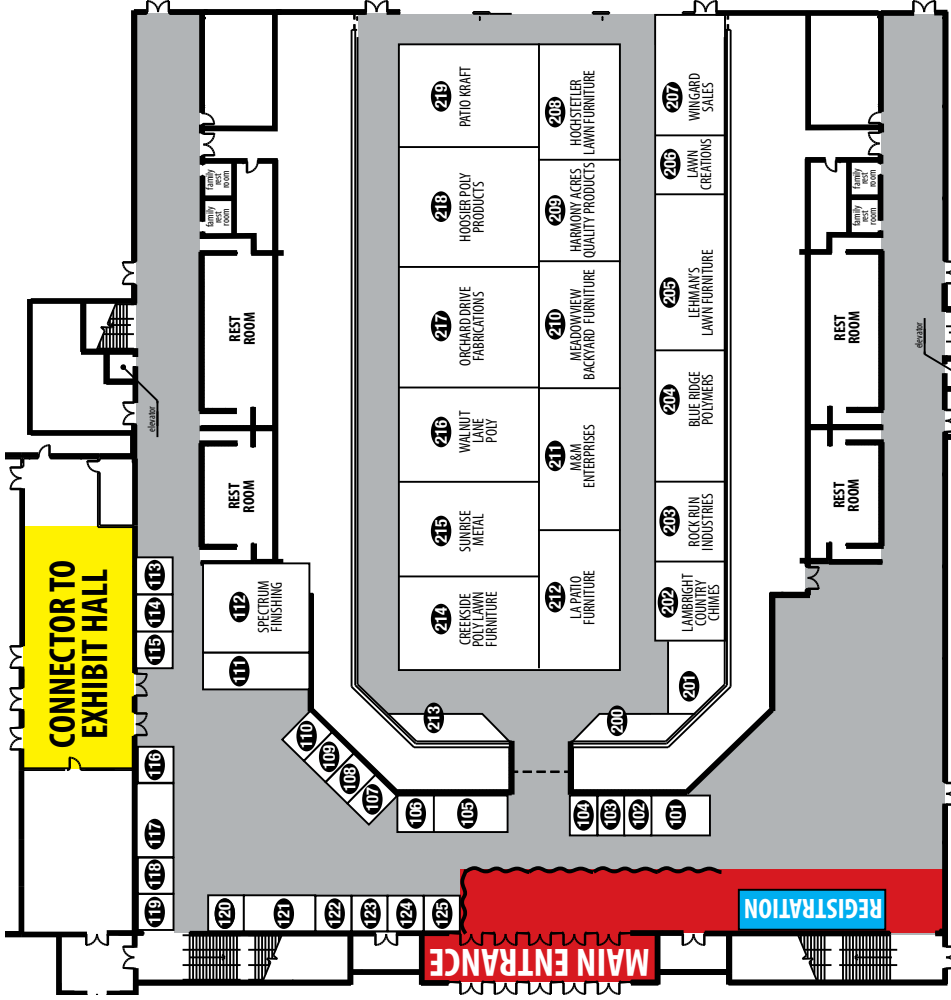 219
PATIO KRAFT
208
HOCHSTETLER
LAWN FURNITURE
207
WINGARD
SALES
218
HOOSIER POLY
PRODUCTS
209
HARMONY ACRES
QUALITY PRODUCTS
206
LAWN
CREATIONS
family
rest
room
family
rest
room
family
rest
room
family
rest
room
217
ORCHARD DRIVE
FABRICATIONS
210
MEADOWVIEW
BACKYARD FURNITURE
205
LEHMAN'S
LAWN FURNITURE
REST
ROOM
REST
ROOM
elevator
elevator
216
WALNUT
LANE
POLY
211
M&M
ENTERPRISES
204
BLUE RIDGE
POLYMERS
REST
ROOM
REST
ROOM
215
SUNRISE
METAL
203
ROCK RUN
INDUSTRIES
CONNECTOR TO
EXHIBIT HALL
113
114
115
112
SPECTRUM
FINISHING
111
214
CREEKSIDE
POLY LAWN
FURNITURE
212
LA PATIO
FURNITURE
202
LAMBRIGHT
COUNTRY
CHIMES
201
213
200
110
109
108
107
106
105
104
103
102
101
116
117
118
119
120
121
122
123
124
125
REGISTRATION
MAIN ENTRANCE